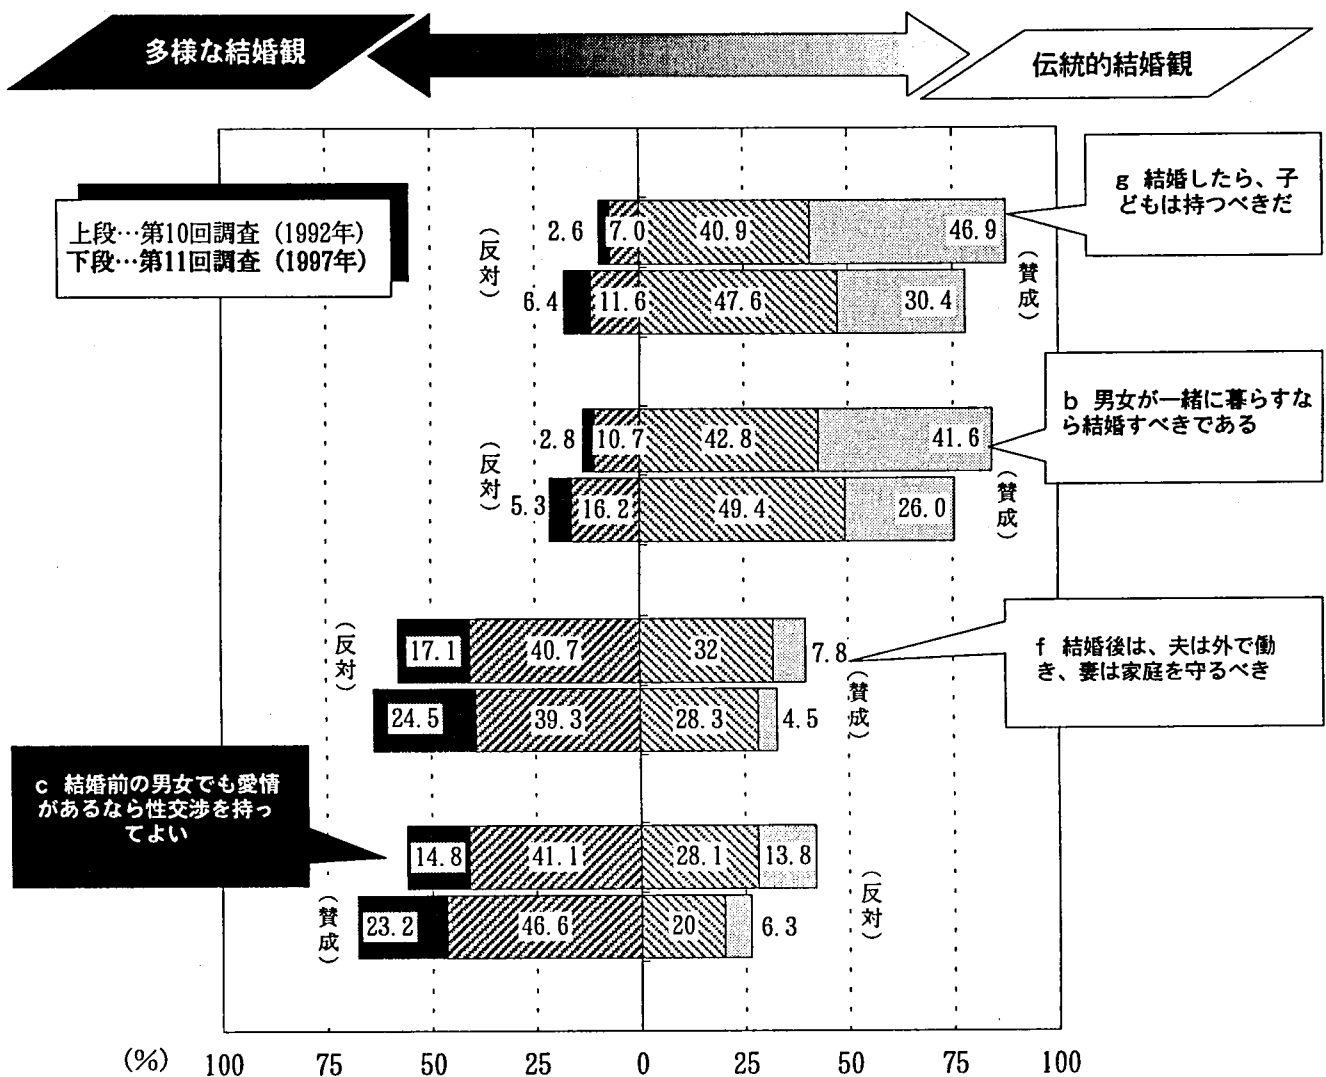 多様な結婚観
伝統的結婚観
上段…第10回調査（1992年）
下段…第11回調査（1997年）
g 結婚したら、子
どもは持つべきだ
（反対）
2.6 7.0 40.9 46.9
（賛成）
6.4 11.6 47.6 30.4
b 男女が一緒に暮らすな
ら結婚すべきである
（反対）
2.8 10.7 42.8 41.6
（賛成）
5.3 16.2 49.4 26.0
f 結婚後は、夫は外で働
き、妻は家庭を守るべき
（反対）
17.1 40.7 32 7.8
（賛成）
24.5 39.3 28.3 4.5
c 結婚前の男女でも愛情
があるなら性交渉を持っ
てよい
14.8 41.1 28.1 13.8
（反対）
（賛成）
23.2 46.6 20 6.3
(%) 100 75 50 25 0 25 50 75 100